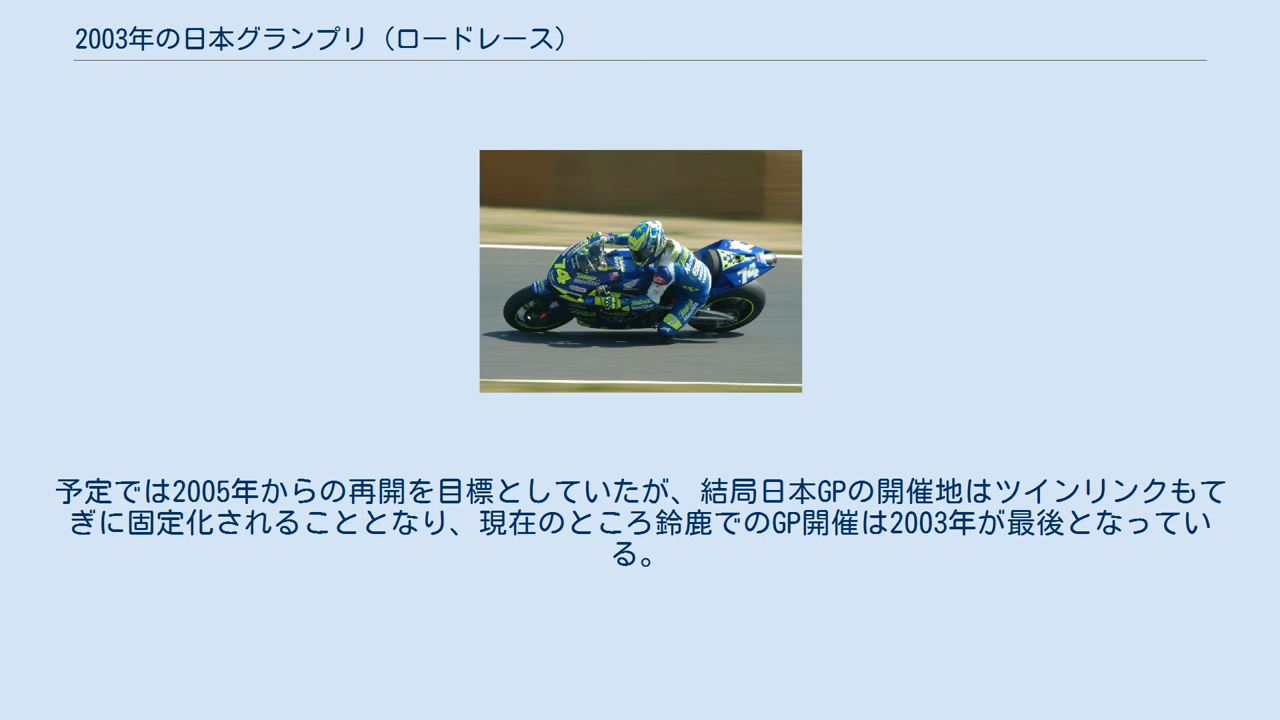 2003年の日本グランプリ（ロードレース）
74
予定では2005年からの再開を目標としていたが、結局日本GPの開催地はツインリンクもて
ぎに固定化されることとなり、現在のところ鈴鹿でのGP開催は2003年が最後となってい
る。